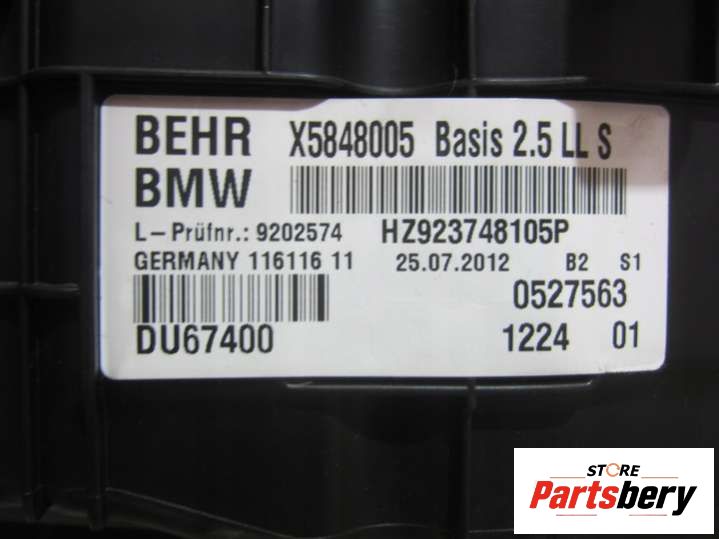 BEHR X5848005 Basis 2.5 LL S
BMW
L-Prüfnr.: 9202574 HZ923748105P
GERMANY 116116 11 25.07.2012 B2 S1
0527563
DU67400 1224 01
STORE
Partsbery